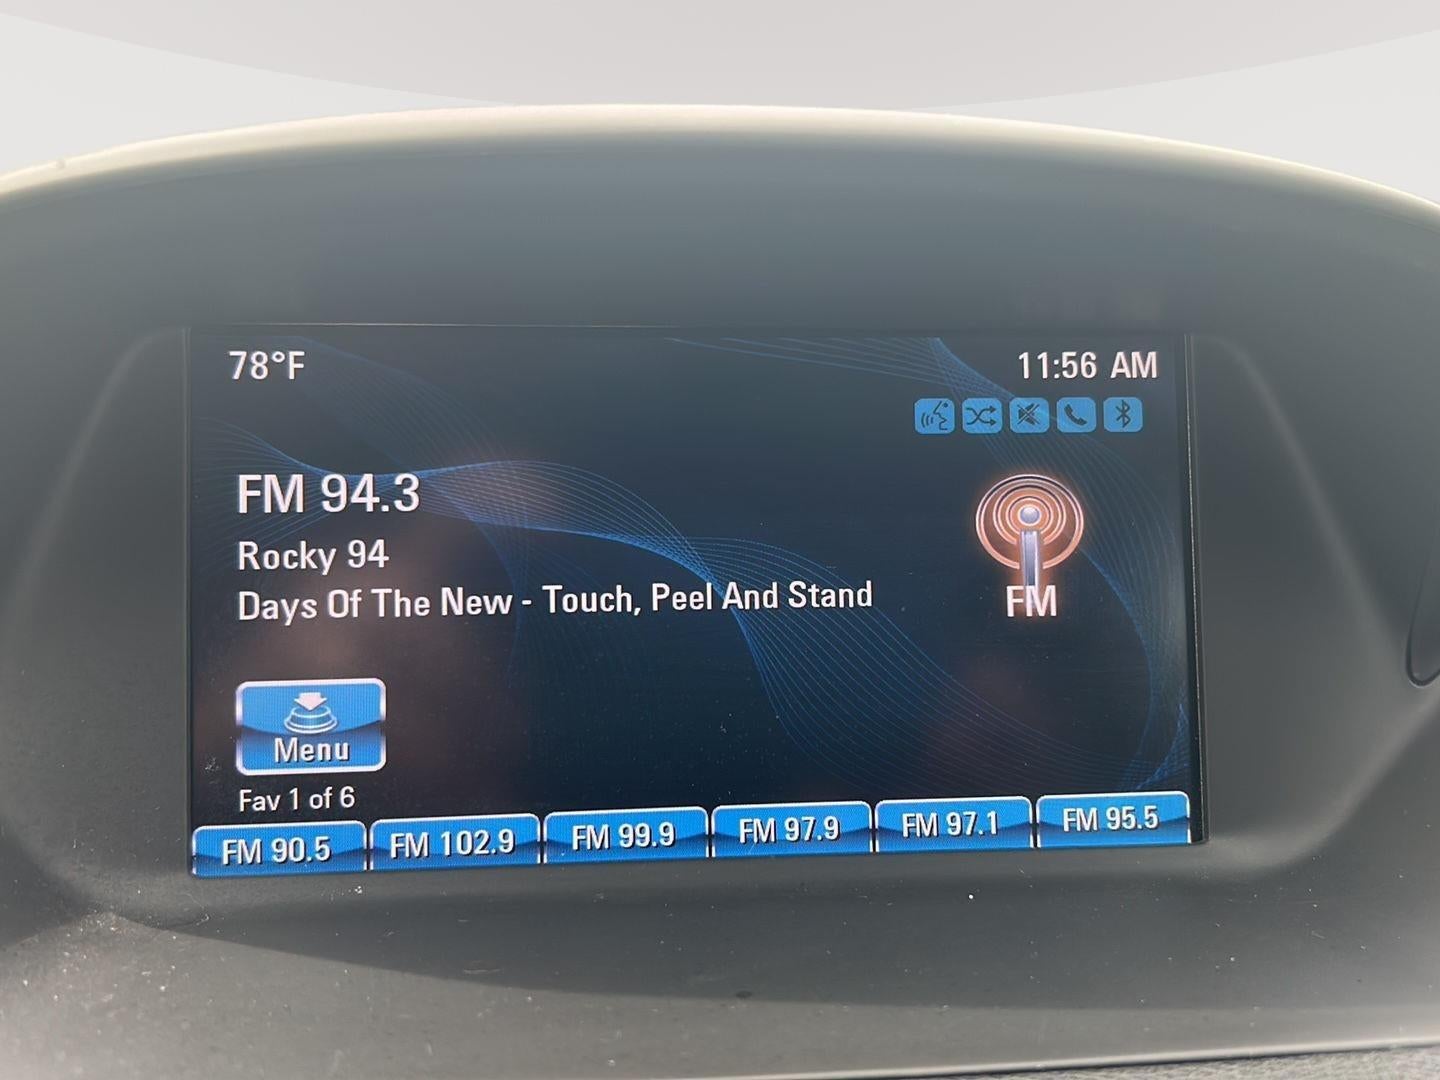 78°F
11:56 AM
FM 94.3
Rocky 94
Days Of The New - Touch, Peel And Stand
FM
Menu
Fav 1 of 6
FM 90.5
FM 102.9
FM 99.9
FM 97.9
FM 97.1
FM 95.5